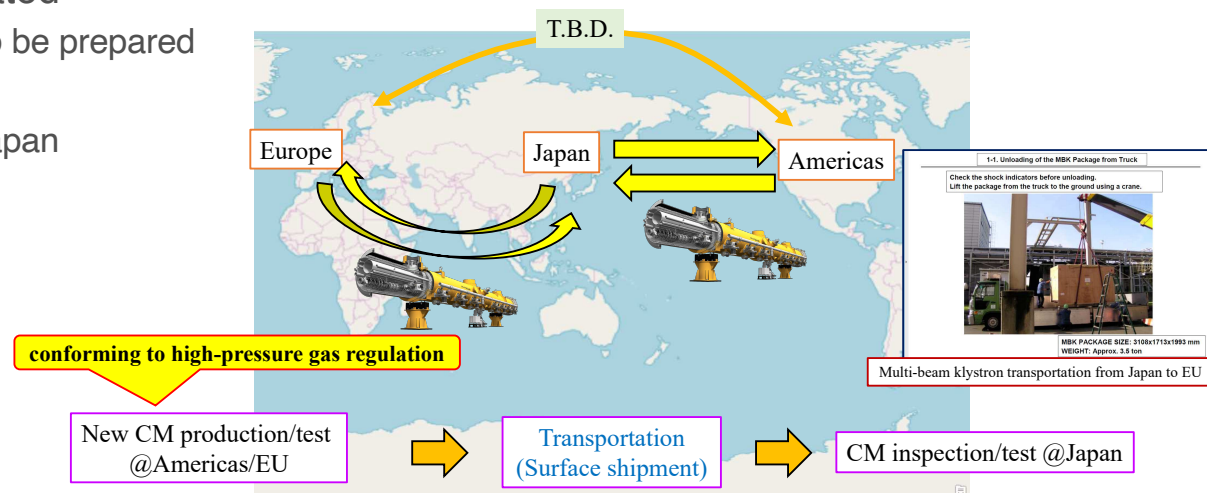 be prepared
T.B.D.
Europe
Japan
Americas
1-1. Unloading of the MBK Package from Truck
Check the shock indicators before unloading.
Lift the package from the truck to the ground using a crane.
MBK PACKAGE SIZE: 3108x1713x1993 mm
WEIGHT: Approx. 3.5 ton
Multi-beam klystron transportation from Japan to EU
conforming to high-pressure gas regulation
New CM production/test
@Americas/EU
Transportation
(Surface shipment)
CM inspection/test @Japan